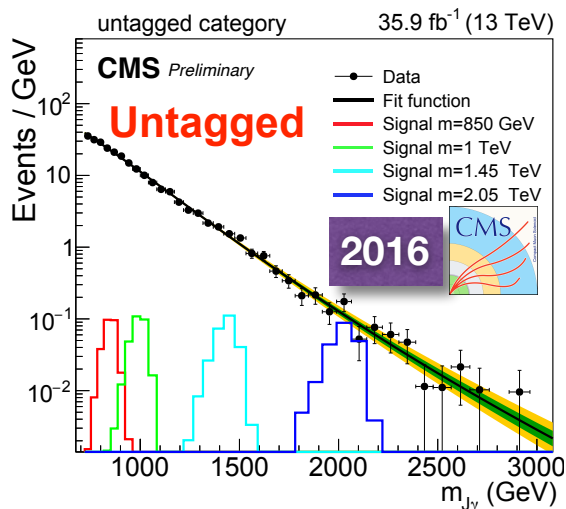 untagged category 35.9 fb⁻¹ (13 TeV)
CMS Preliminary
Untagged
Data
Fit function
Signal m=850 GeV
Signal m=1 TeV
Signal m=1.45 TeV
Signal m=2.05 TeV
2016
CMS
Events / GeV
10²
10
1
10⁻¹
10⁻²
1000 1500 2000 2500 3000
m_Jγ (GeV)